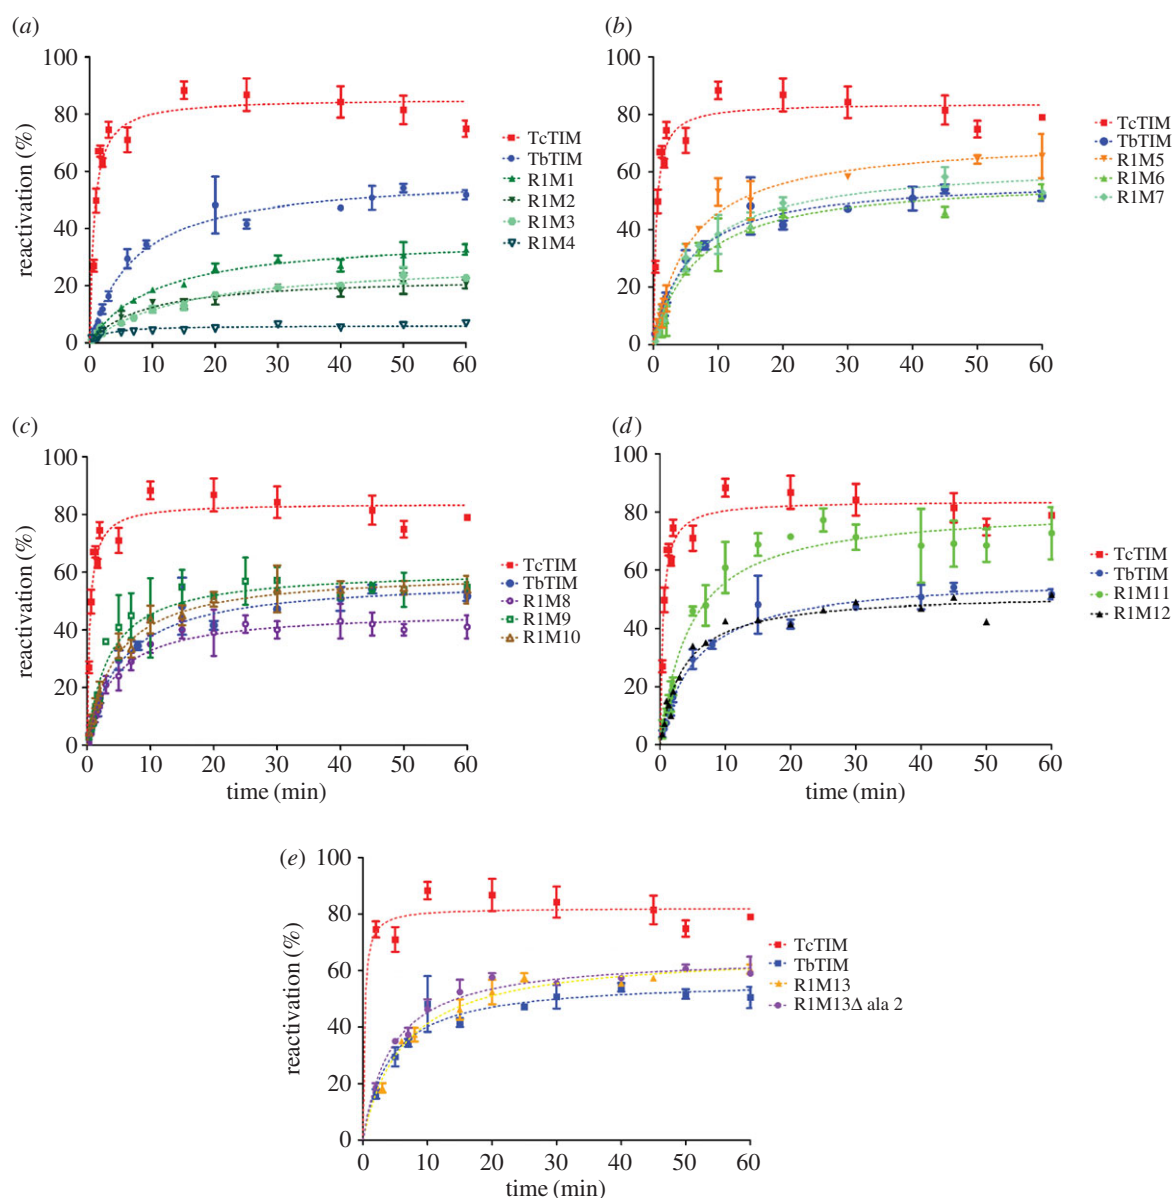 (a)
100
80
60
40
20
0
reactivation (%)
0 10 20 30 40 50 60
TcTIM
TbTIM
R1M1
R1M2
R1M3
R1M4
(b)
100
80
60
40
20
0
0 10 20 30 40 50 60
TcTIM
TbTIM
R1M5
R1M6
R1M7
(c)
100
80
60
40
20
0
reactivation (%)
0 10 20 30 40 50 60
time (min)
TcTIM
TbTIM
R1M8
R1M9
R1M10
(d)
100
80
60
40
20
0
0 10 20 30 40 50 60
time (min)
TcTIM
TbTIM
R1M11
R1M12
(e)
100
80
60
40
20
0
reactivation (%)
0 10 20 30 40 50 60
time (min)
TcTIM
TbTIM
R1M13
R1M13Δ ala 2